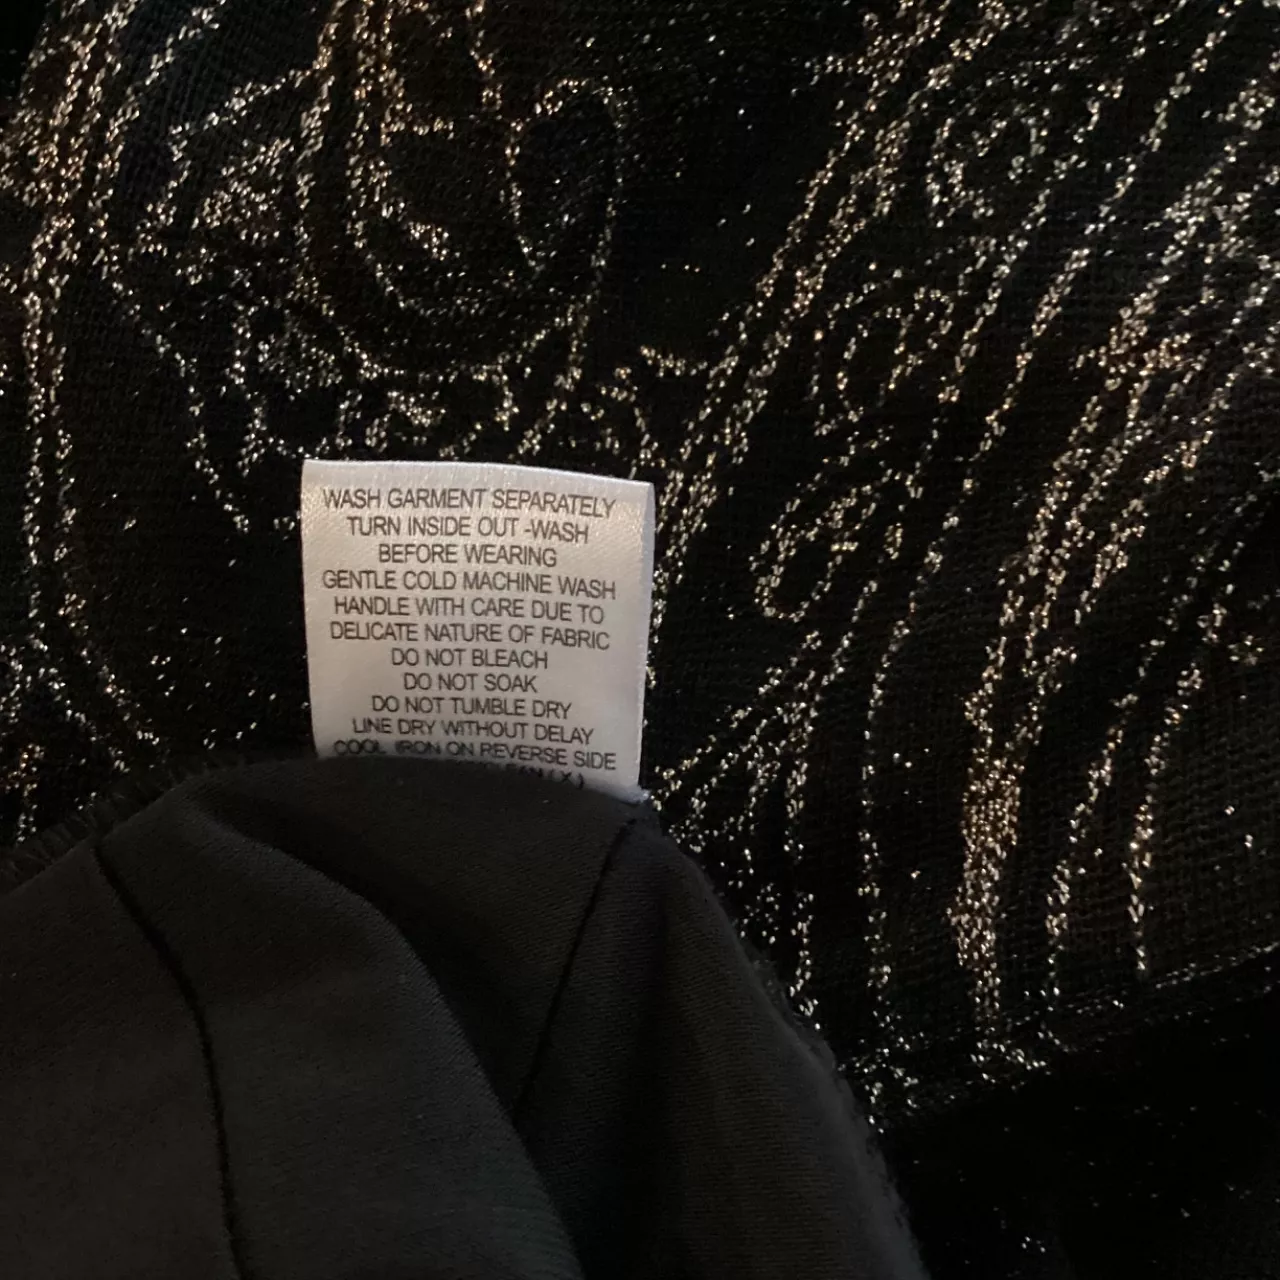 WASH GARMENT SEPARATELY
TURN INSIDE OUT -WASH
BEFORE WEARING
GENTLE COLD MACHINE WASH
HANDLE WITH CARE DUE TO
DELICATE NATURE OF FABRIC
DO NOT BLEACH
DO NOT SOAK
DO NOT TUMBLE DRY
LINE DRY WITHOUT DELAY
COOL IRON ON REVERSE SIDE
(X)